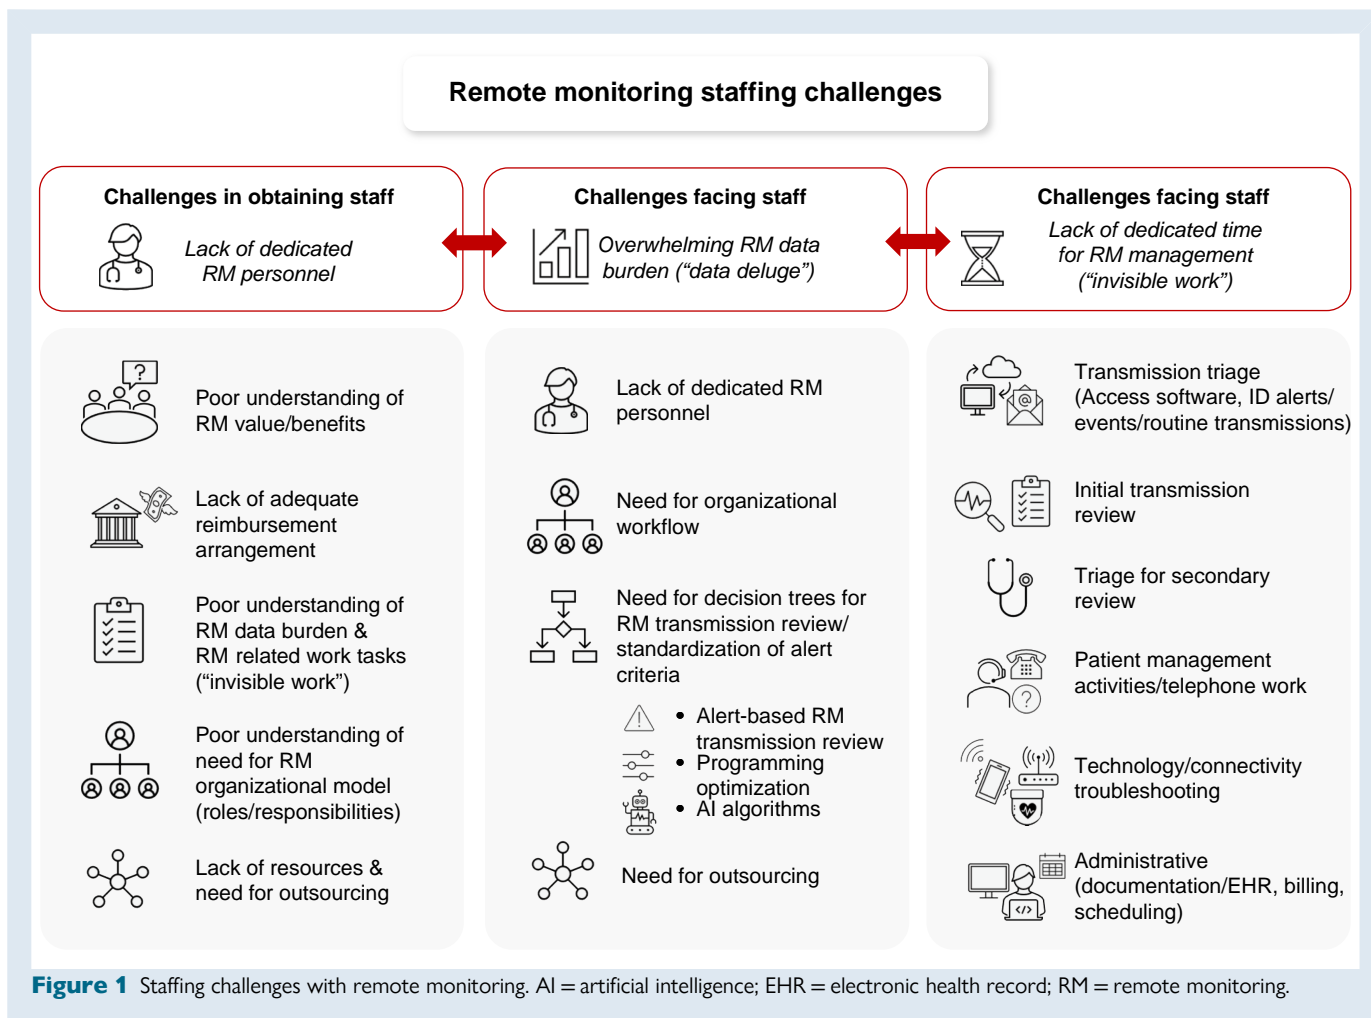 Remote monitoring staffing challenges
Challenges in obtaining staff
Lack of dedicated
RM personnel
Challenges facing staff
Overwhelming RM data
burden (“data deluge”)
Challenges facing staff
Lack of dedicated time
for RM management
(“invisible work”)
?
Poor understanding of
RM value/benefits
Lack of adequate
reimbursement
arrangement
Poor understanding of
RM data burden &
RM related work tasks
(“invisible work”)
Poor understanding of
need for RM
organizational model
(roles/responsibilities)
Lack of resources &
need for outsourcing
Lack of dedicated RM
personnel
Need for organizational
workflow
Need for decision trees for
RM transmission review/
standardization of alert
criteria
• Alert-based RM
transmission review
• Programming
optimization
• AI algorithms
Need for outsourcing
@
Transmission triage
(Access software, ID alerts/
events/routine transmissions)
Initial transmission
review
Triage for secondary
review
?
Patient management
activities/telephone work
Technology/connectivity
troubleshooting
</>
Administrative
(documentation/EHR, billing,
scheduling)
Figure 1 Staffing challenges with remote monitoring. AI = artificial intelligence; EHR = electronic health record; RM = remote monitoring.